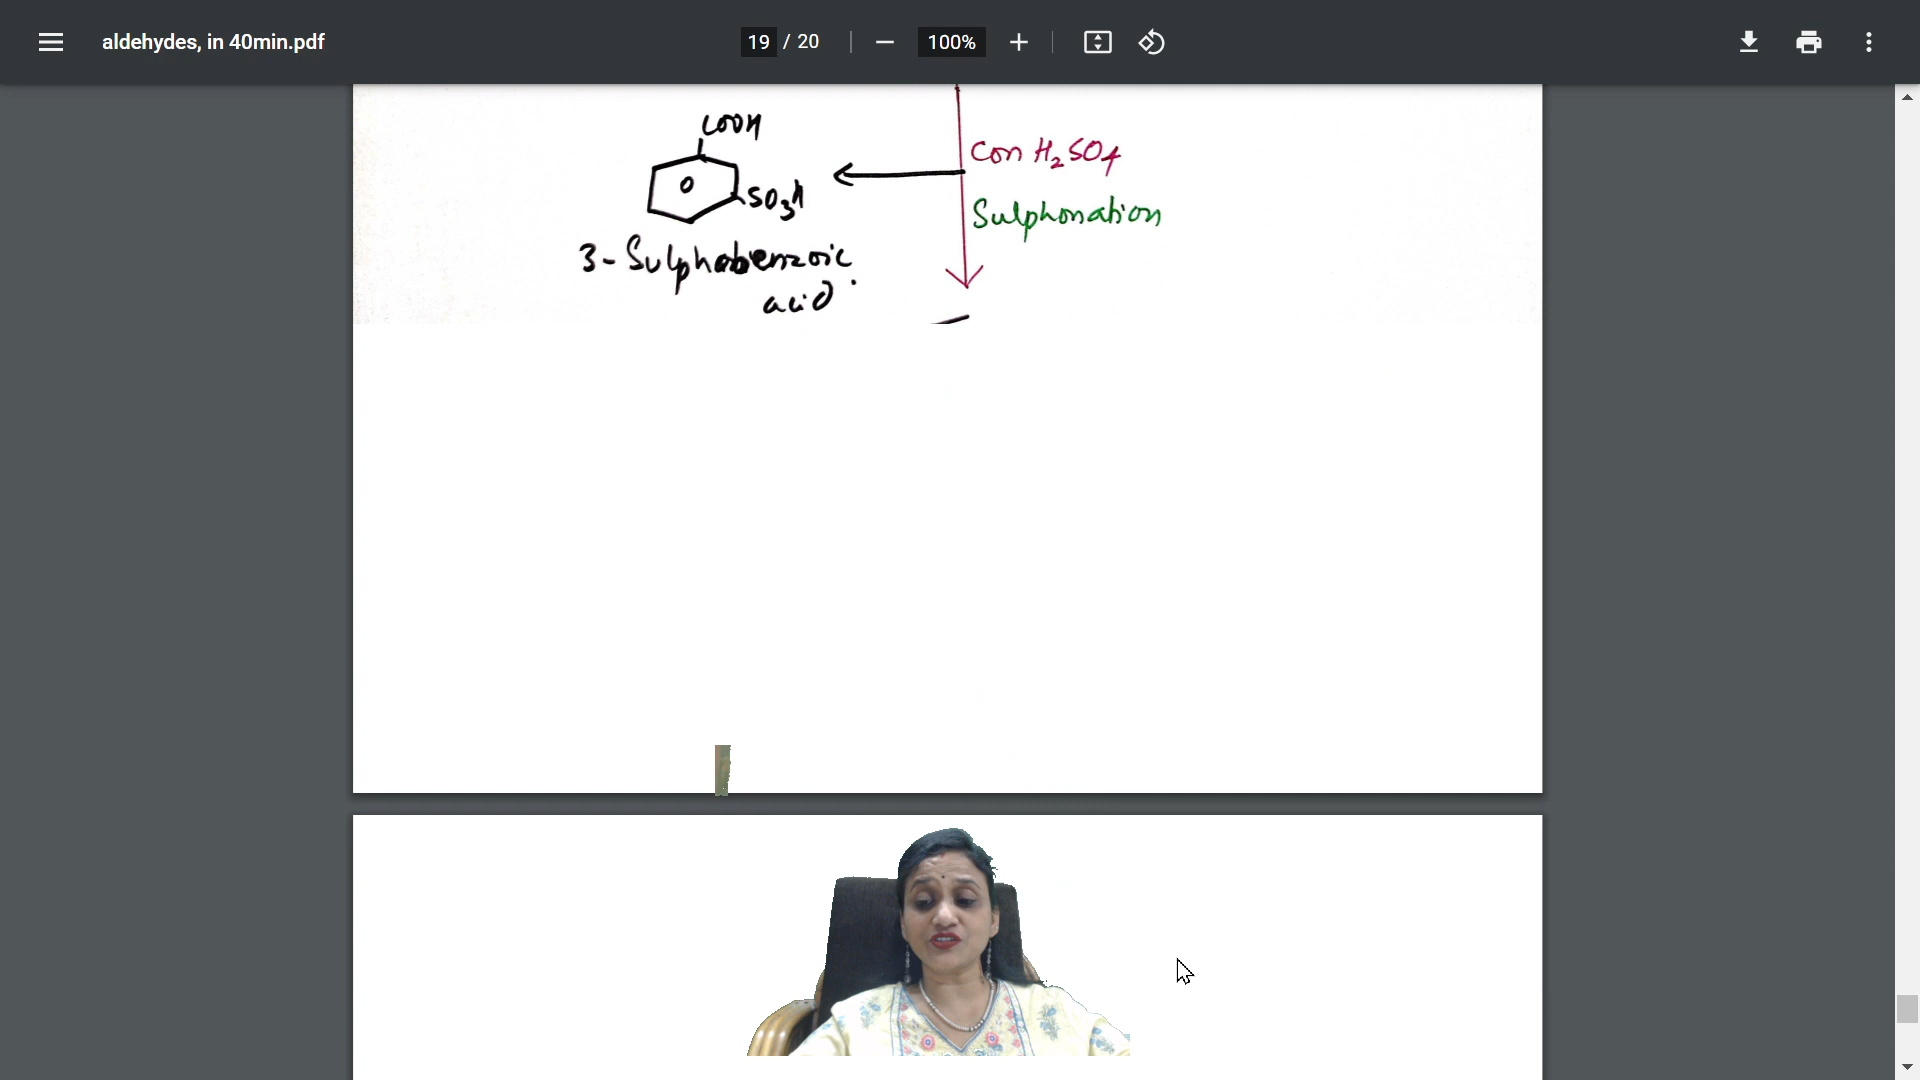 aldehydes, in 40min.pdf
19 / 20
100%
COOH
SO3H
3-Sulphobenzoic
acid
Con H2SO4
Sulphonation